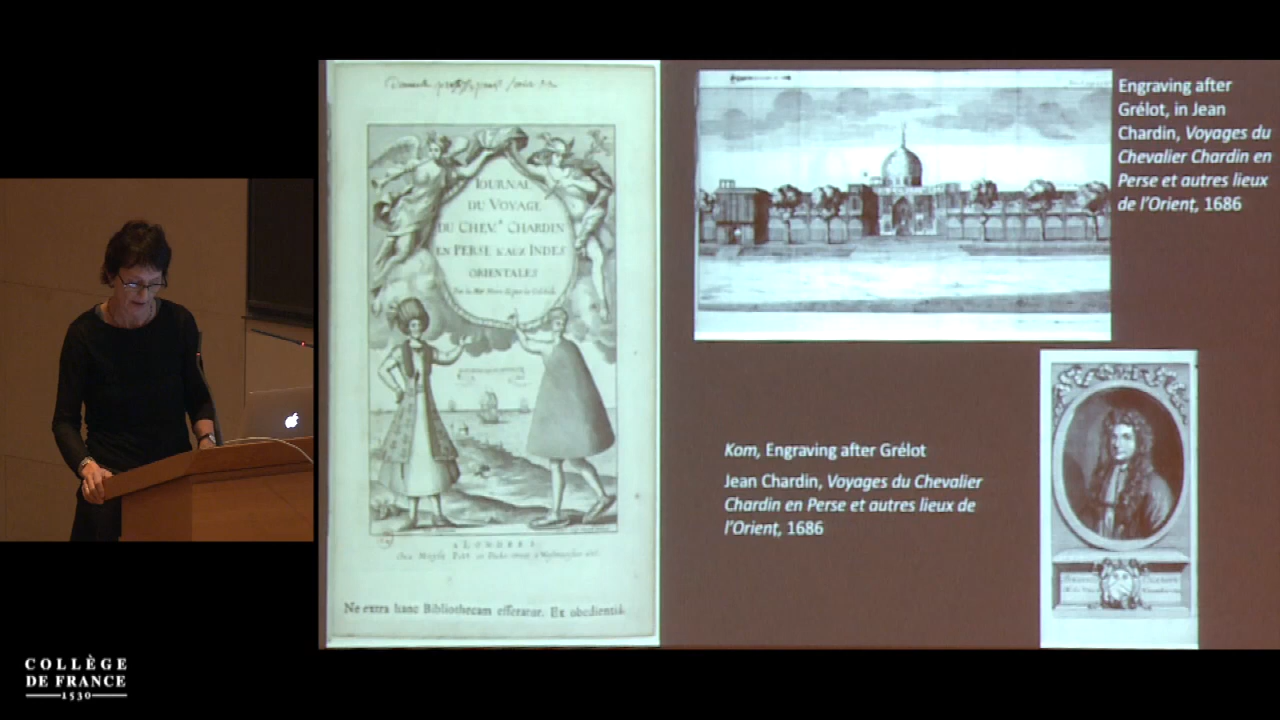 JOURNAL
DU VOYAGE
DU CHEV.R CHARDIN
EN PERSE & AUX INDES
ORIENTALES
A LONDRES,
Ne extra hanc Bibliothecam efferatur. Ex obedientiâ
Engraving after
Grélot, in Jean
Chardin, Voyages du
Chevalier Chardin en
Perse et autres lieux
de l'Orient, 1686
Kom, Engraving after Grélot
Jean Chardin, Voyages du Chevalier
Chardin en Perse et autres lieux de
l'Orient, 1686
COLLÈGE
DE FRANCE
1530